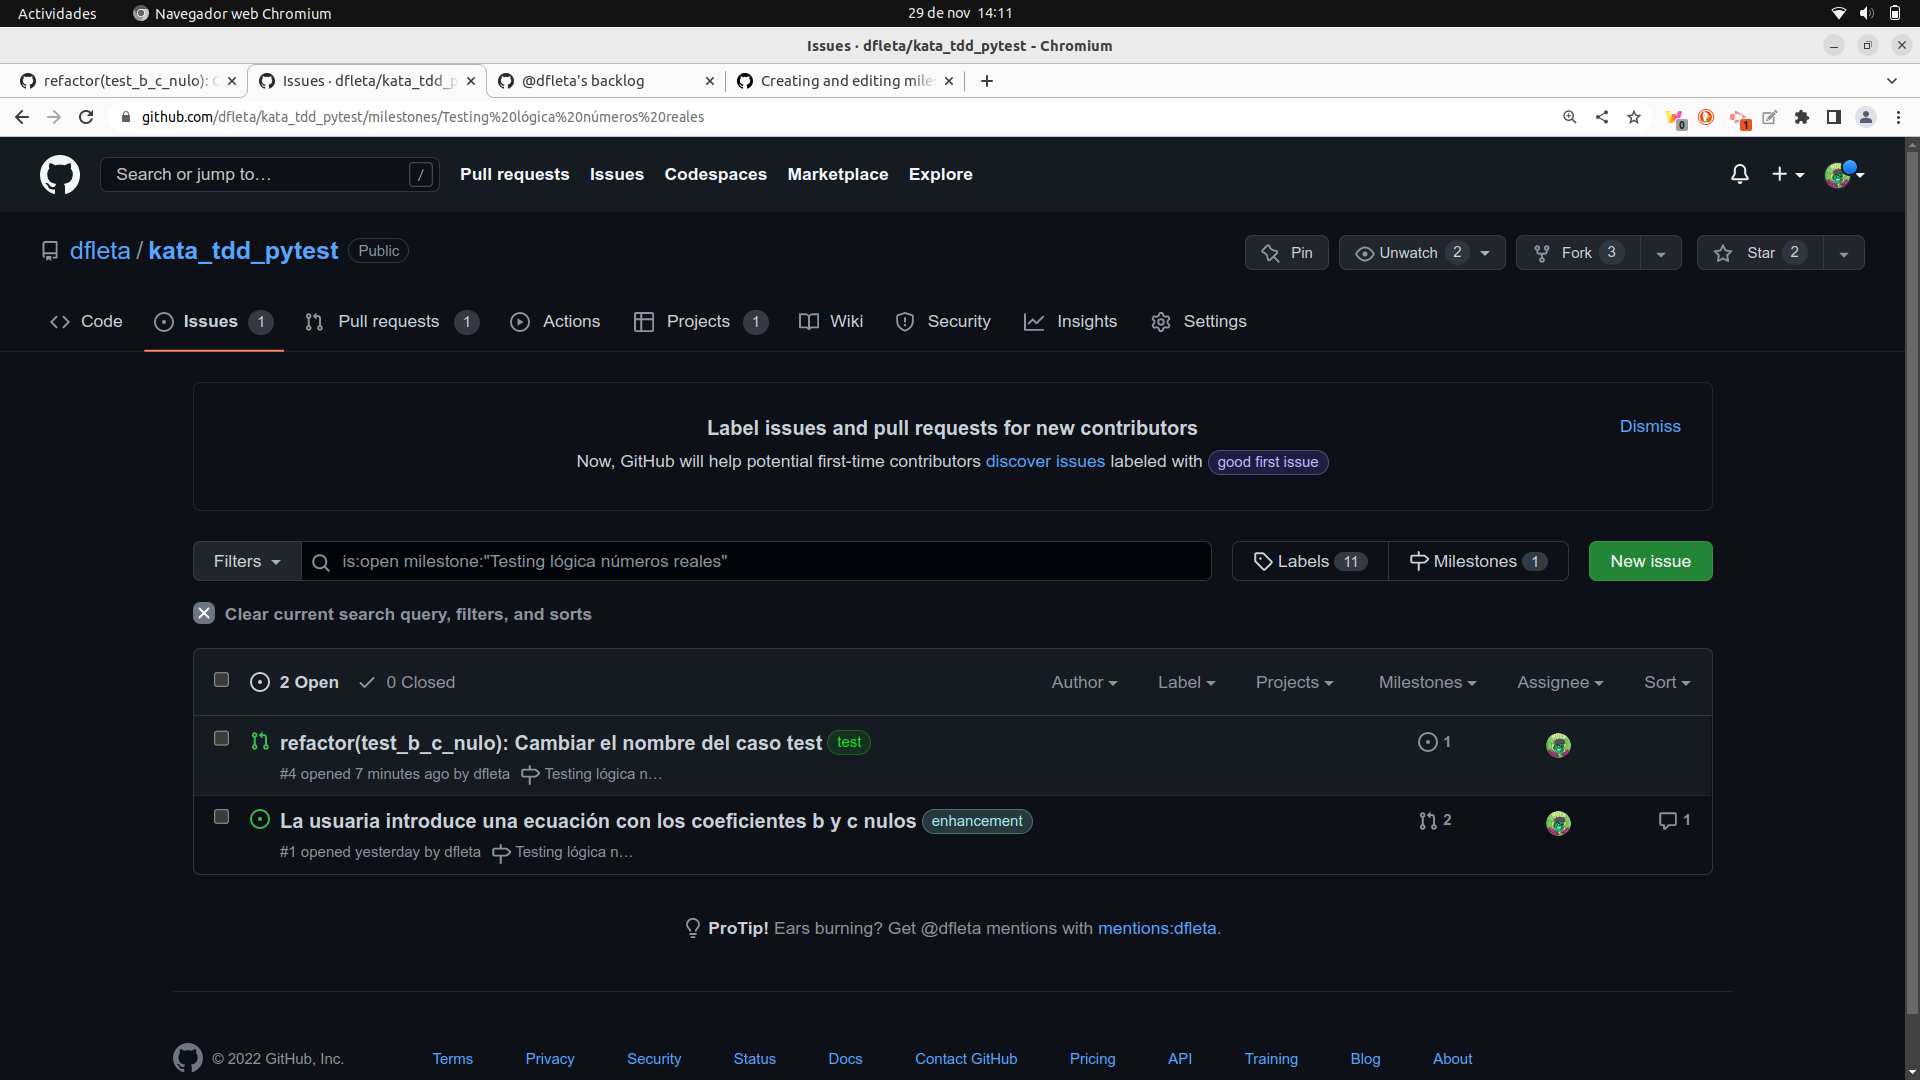 Actividades Navegador web Chromium 29 de nov 14:11
Issues · dfleta/kata_tdd_pytest - Chromium
refactor(test_b_c_nulo): Issues · dfleta/kata_tdd_p @dfleta's backlog Creating and editing mile
github.com/dfleta/kata_tdd_pytest/milestones/Testing%20lógica%20números%20reales 0 1
Search or jump to… / Pull requests Issues Codespaces Marketplace Explore
dfleta / kata_tdd_pytest Public Pin Unwatch 2 Fork 3 Star 2
Code Issues 1 Pull requests 1 Actions Projects 1 Wiki Security Insights Settings
Label issues and pull requests for new contributors Dismiss
Now, GitHub will help potential first-time contributors discover issues labeled with good first issue
Filters is:open milestone:"Testing lógica números reales" Labels 11 Milestones 1 New issue
Clear current search query, filters, and sorts
2 Open 0 Closed Author Label Projects Milestones Assignee Sort
refactor(test_b_c_nulo): Cambiar el nombre del caso test test 1
#4 opened 7 minutes ago by dfleta Testing lógica n…
La usuaria introduce una ecuación con los coeficientes b y c nulos enhancement 2 1
#1 opened yesterday by dfleta Testing lógica n…
ProTip! Ears burning? Get @dfleta mentions with mentions:dfleta.
© 2022 GitHub, Inc. Terms Privacy Security Status Docs Contact GitHub Pricing API Training Blog About